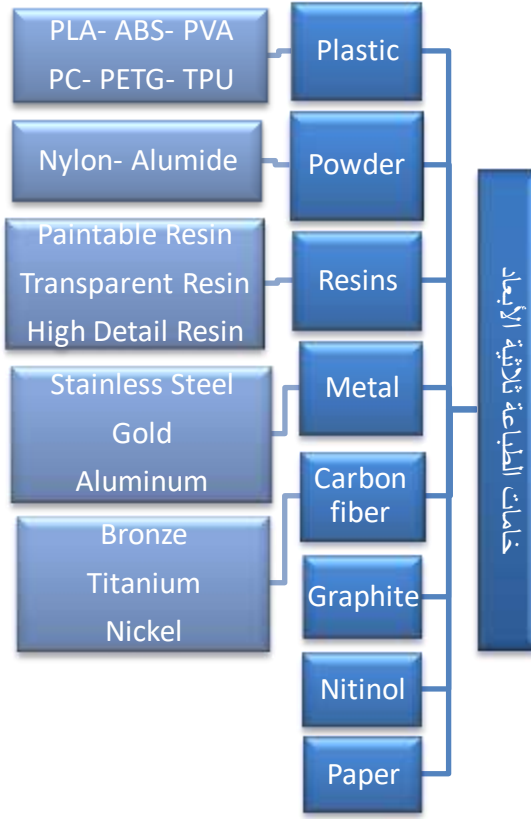 خامات الطباعة ثلاثية الأبعاد
Plastic
PLA- ABS- PVA
PC- PETG- TPU
Powder
Nylon- Alumide
Resins
Paintable Resin
Transparent Resin
High Detail Resin
Metal
Stainless Steel
Gold
Aluminum
Carbon
fiber
Bronze
Titanium
Nickel
Graphite
Nitinol
Paper